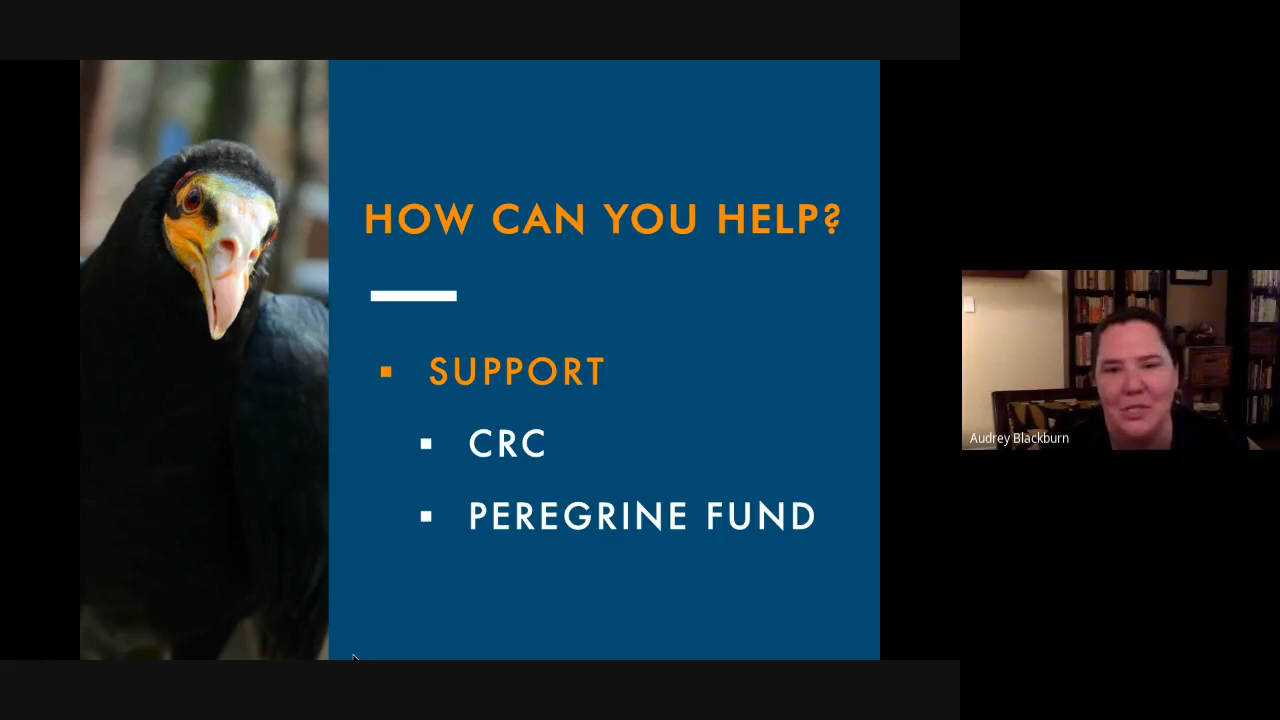 HOW CAN YOU HELP?
SUPPORT
CRC
PEREGRINE FUND
Audrey Blackburn